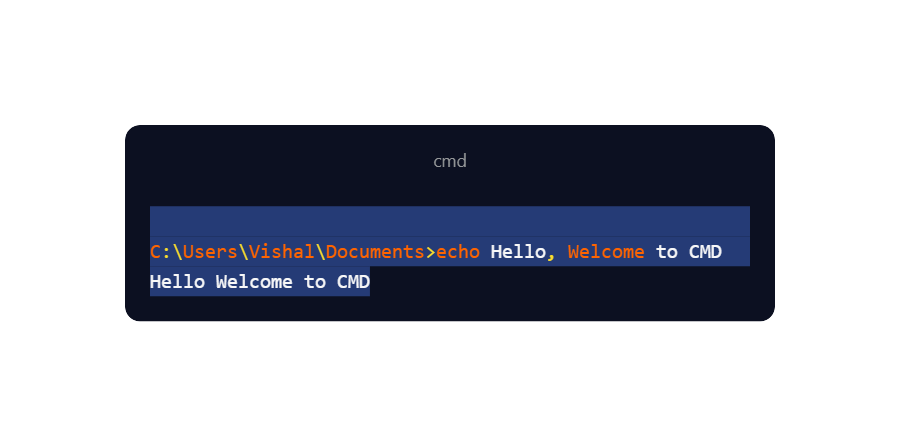 cmd
C:\Users\Vishal\Documents>echo Hello, Welcome to CMD
Hello Welcome to CMD